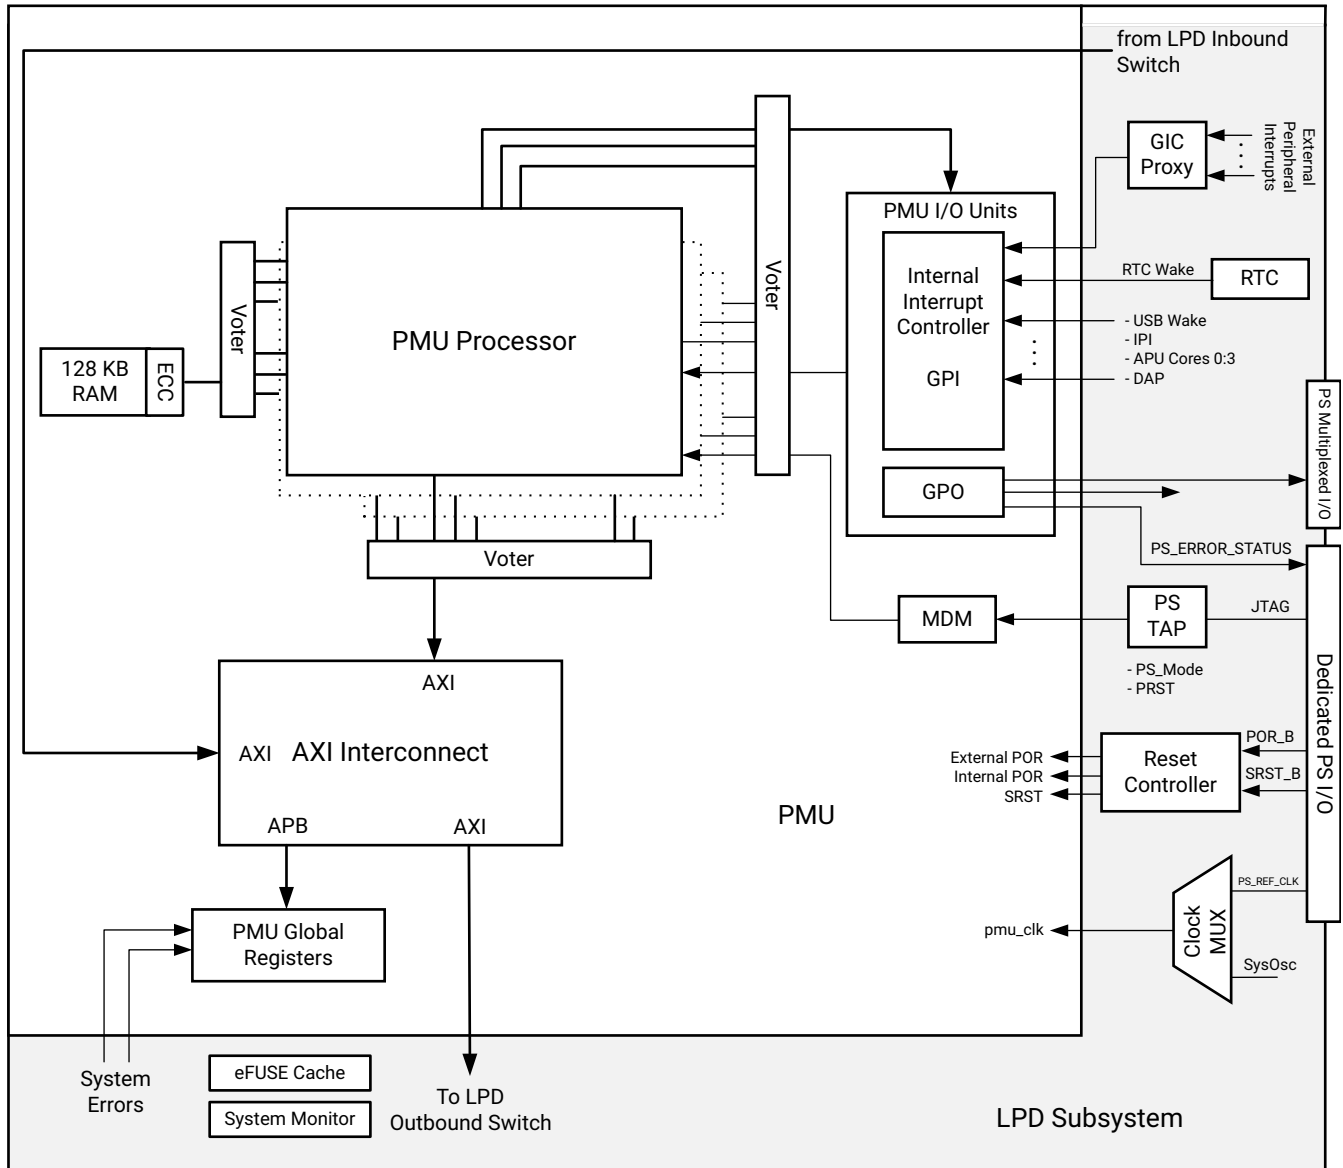 from LPD Inbound
Switch
GIC
Proxy
External
Peripheral
Interrupts
PMU I/O Units
Internal
Interrupt
Controller
GPI
RTC Wake
RTC
- USB Wake
- IPI
- APU Cores 0:3
- DAP
Voter
Voter
PMU Processor
128 KB
RAM
ECC
GPO
PS Multiplexed I/O
PS_ERROR_STATUS
Voter
MDM
PS
TAP
JTAG
- PS_Mode
- PRST
Dedicated PS I/O
AXI
AXI
AXI Interconnect
APB
AXI
External POR
Internal POR
SRST
Reset
Controller
POR_B
SRST_B
PMU
PMU Global
Registers
pmu_clk
Clock
MUX
PS_REF_CLK
SysOsc
System
Errors
eFUSE Cache
System Monitor
To LPD
Outbound Switch
LPD Subsystem